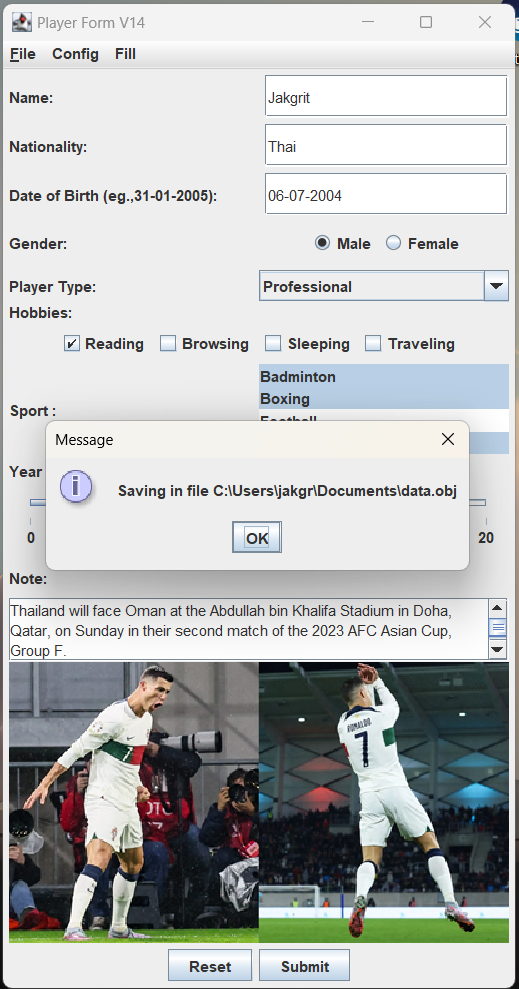 Player Form V14
File Config Fill
Name: Jakgrit
Nationality: Thai
Date of Birth (eg.,31-01-2005): 06-07-2004
Gender: Male Female
Player Type: Professional
Hobbies:
Reading Browsing Sleeping Traveling
Badminton
Boxing
Sport :
Football
Message
Year
Saving in file C:\Users\jakgr\Documents\data.obj
0 20
OK
Note:
Thailand will face Oman at the Abdullah bin Khalifa Stadium in Doha,
Qatar, on Sunday in their second match of the 2023 AFC Asian Cup,
Group F.
RONALDO
7
7
Reset Submit